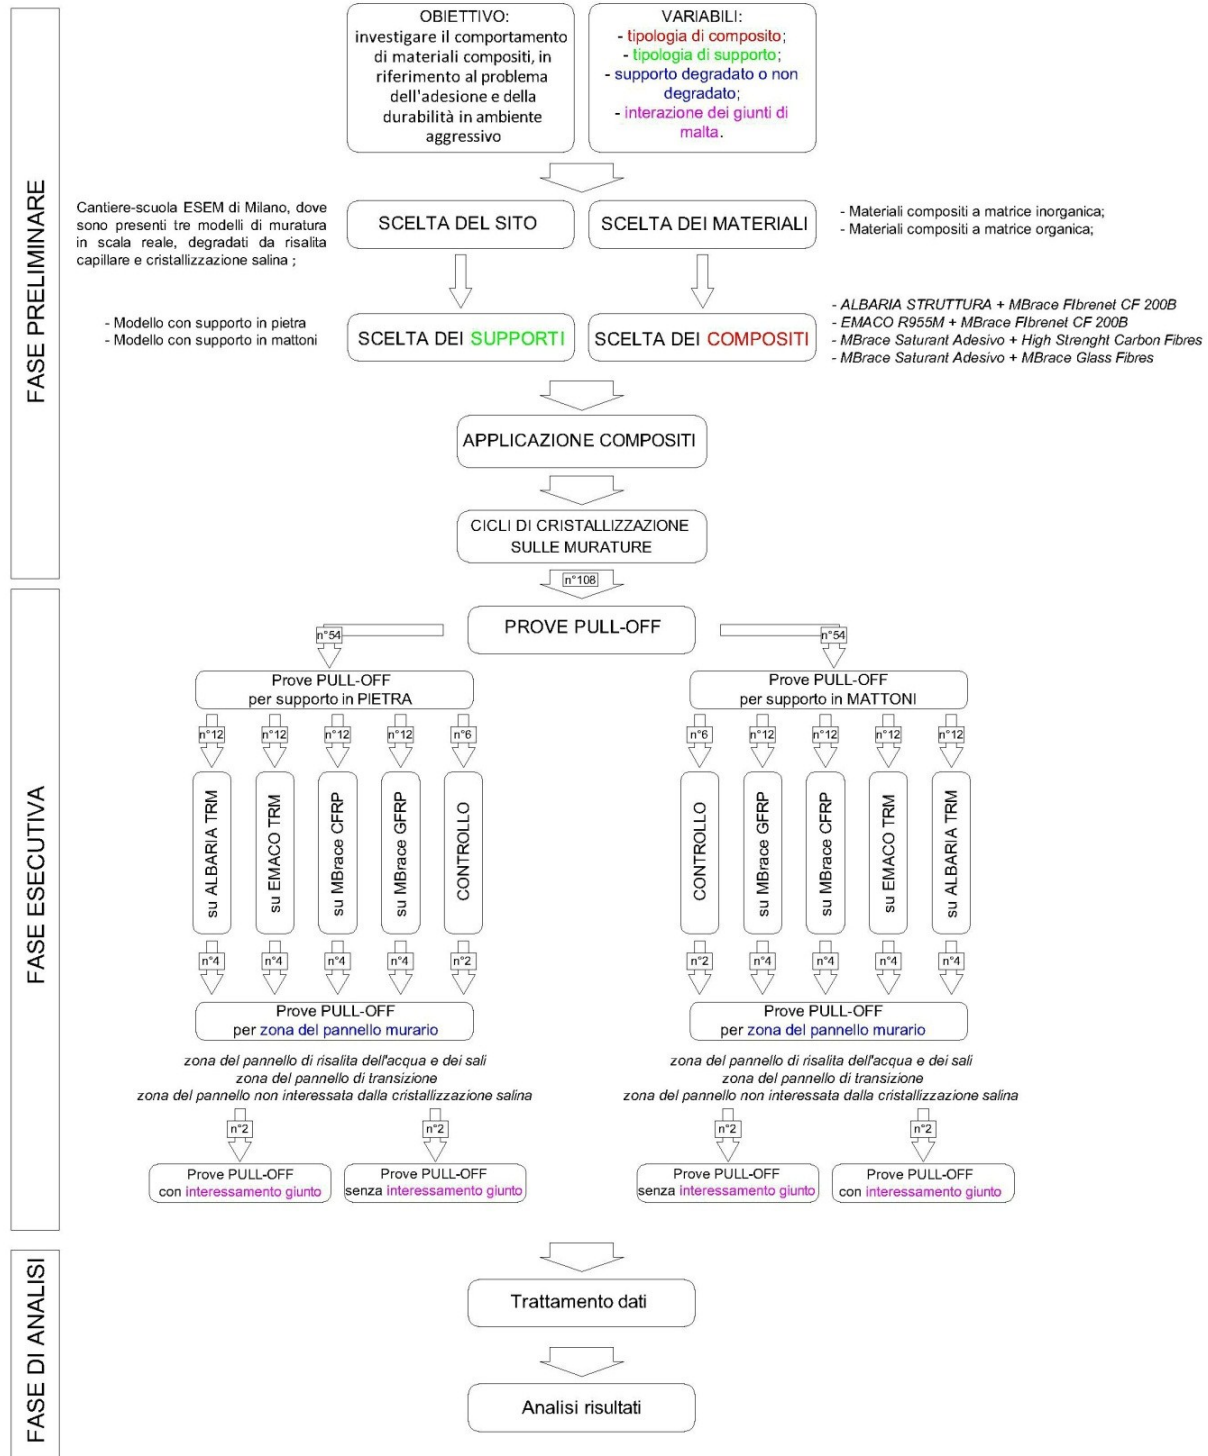 FASE PRELIMINARE
OBIETTIVO:
investigare il comportamento
di materiali compositi, in
riferimento al problema
dell'adesione e della
durabilità in ambiente
aggressivo
VARIABILI:
- tipologia di composito;
- tipologia di supporto;
- supporto degradato o non
degradato;
- interazione dei giunti di
malta.
Cantiere-scuola ESEM di Milano, dove
sono presenti tre modelli di muratura
in scala reale, degradati da risalita
capillare e cristallizzazione salina ;
SCELTA DEL SITO
SCELTA DEI MATERIALI
- Materiali compositi a matrice inorganica;
- Materiali compositi a matrice organica;
- Modello con supporto in pietra
- Modello con supporto in mattoni
SCELTA DEI SUPPORTI
SCELTA DEI COMPOSITI
- ALBARIA STRUTTURA + MBrace FIbrenet CF 200B
- EMACO R955M + MBrace FIbrenet CF 200B
- MBrace Saturant Adesivo + High Strenght Carbon Fibres
- MBrace Saturant Adesivo + MBrace Glass Fibres
APPLICAZIONE COMPOSITI
CICLI DI CRISTALLIZZAZIONE
SULLE MURATURE
n°108
FASE ESECUTIVA
PROVE PULL-OFF
n°54
n°54
Prove PULL-OFF
per supporto in PIETRA
Prove PULL-OFF
per supporto in MATTONI
n°12
n°12
n°12
n°12
n°6
n°6
n°12
n°12
n°12
n°12
su ALBARIA TRM
su EMACO TRM
su MBrace CFRP
su MBrace GFRP
CONTROLLO
CONTROLLO
su MBrace GFRP
su MBrace CFRP
su EMACO TRM
su ALBARIA TRM
n°4
n°4
n°4
n°4
n°2
n°2
n°4
n°4
n°4
n°4
Prove PULL-OFF
per zona del pannello murario
Prove PULL-OFF
per zona del pannello murario
zona del pannello di risalita dell'acqua e dei sali
zona del pannello di transizione
zona del pannello non interessata dalla cristallizzazione salina
zona del pannello di risalita dell'acqua e dei sali
zona del pannello di transizione
zona del pannello non interessata dalla cristallizzazione salina
n°2
n°2
n°2
n°2
Prove PULL-OFF
con interessamento giunto
Prove PULL-OFF
senza interessamento giunto
Prove PULL-OFF
senza interessamento giunto
Prove PULL-OFF
con interessamento giunto
FASE DI ANALISI
Trattamento dati
Analisi risultati